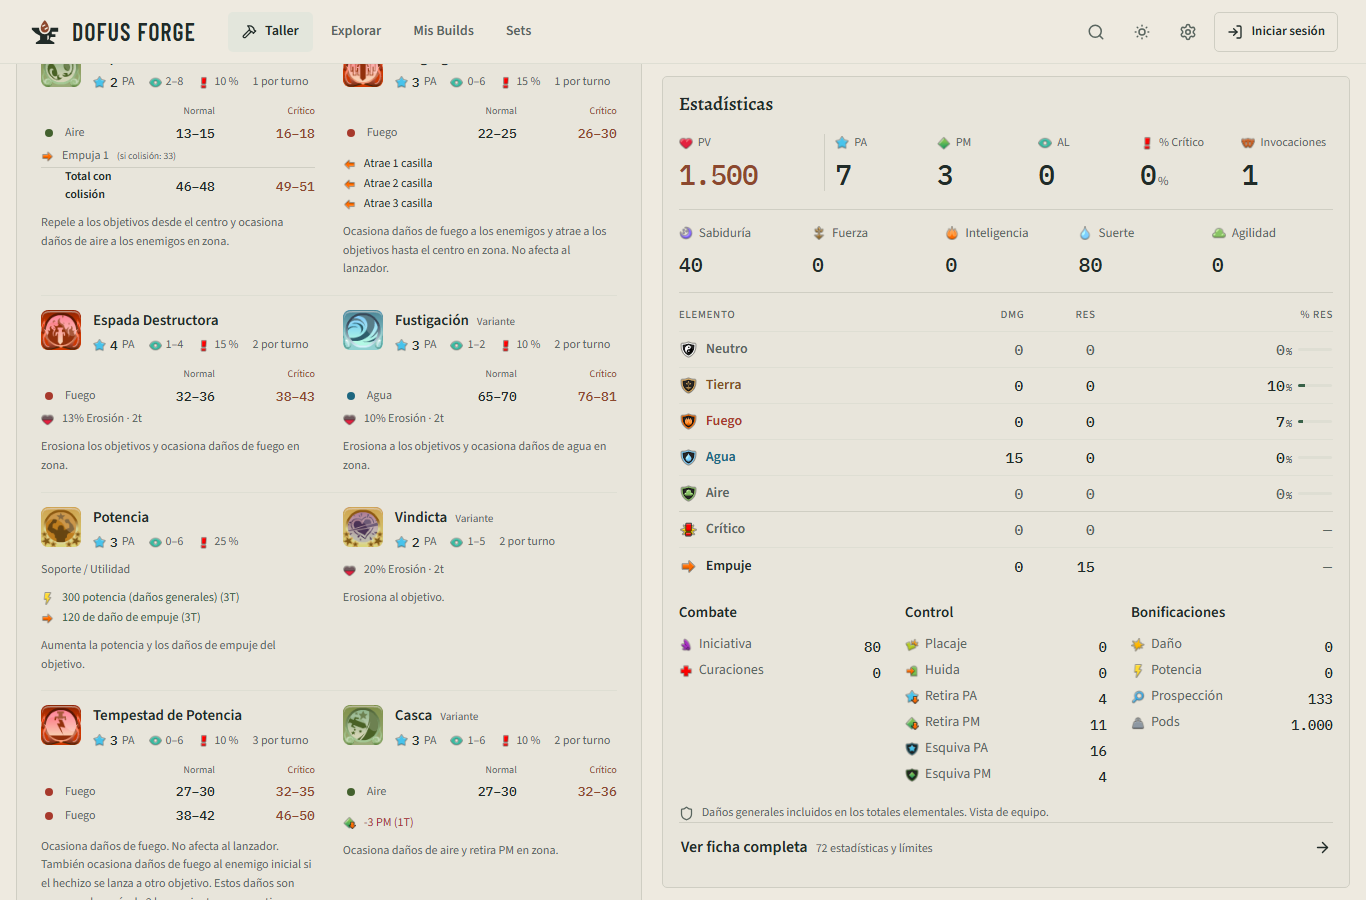 DOFUS FORGE
Taller
Explorar
Mis Builds
Sets
Iniciar sesión
2 PA 2–8 10 % 1 por turno
Normal Crítico
Aire 13–15 16–18
Empuja 1 (si colisión: 33)
Total con
colisión 46–48 49–51
Repele a los objetivos desde el centro y ocasiona
daños de aire a los enemigos en zona.
3 PA 0–6 15 % 1 por turno
Normal Crítico
Fuego 22–25 26–30
Atrae 1 casilla
Atrae 2 casilla
Atrae 3 casilla
Ocasiona daños de fuego a los enemigos y atrae a los
objetivos hasta el centro en zona. No afecta al
lanzador.
Espada Destructora
4 PA 1–4 15 % 2 por turno
Normal Crítico
Fuego 32–36 38–43
13% Erosión · 2t
Erosiona los objetivos y ocasiona daños de fuego en
zona.
Fustigación Variante
3 PA 1–2 10 % 2 por turno
Normal Crítico
Agua 65–70 76–81
10% Erosión · 2t
Erosiona a los objetivos y ocasiona daños de agua en
zona.
Potencia
3 PA 0–6 25 %
Soporte / Utilidad
300 potencia (daños generales) (3T)
120 de daño de empuje (3T)
Aumenta la potencia y los daños de empuje del
objetivo.
Vindicta Variante
2 PA 1–5 2 por turno
20% Erosión · 2t
Erosiona al objetivo.
Tempestad de Potencia
3 PA 0–6 10 % 3 por turno
Normal Crítico
Fuego 27–30 32–35
Fuego 38–42 46–50
Ocasiona daños de fuego. No afecta al lanzador.
También ocasiona daños de fuego al enemigo inicial si
el hechizo se lanza a otro objetivo. Estos daños son
Casca Variante
3 PA 1–6 10 % 2 por turno
Normal Crítico
Aire 27–30 32–36
-3 PM (1T)
Ocasiona daños de aire y retira PM en zona.
Estadísticas
PV PA PM AL % Crítico Invocaciones
1.500 7 3 0 0% 1
Sabiduría Fuerza Inteligencia Suerte Agilidad
40 0 0 80 0
ELEMENTO DMG RES % RES
Neutro 0 0 0%
Tierra 0 0 10%
Fuego 0 0 7%
Agua 15 0 0%
Aire 0 0 0%
Crítico 0 0 —
Empuje 0 15 —
Combate
Iniciativa 80
Curaciones 0
Control
Placaje 0
Huida 0
Retira PA 4
Retira PM 11
Esquiva PA 16
Esquiva PM 4
Bonificaciones
Daño 0
Potencia 0
Prospección 133
Pods 1.000
Daños generales incluidos en los totales elementales. Vista de equipo.
Ver ficha completa 72 estadísticas y límites